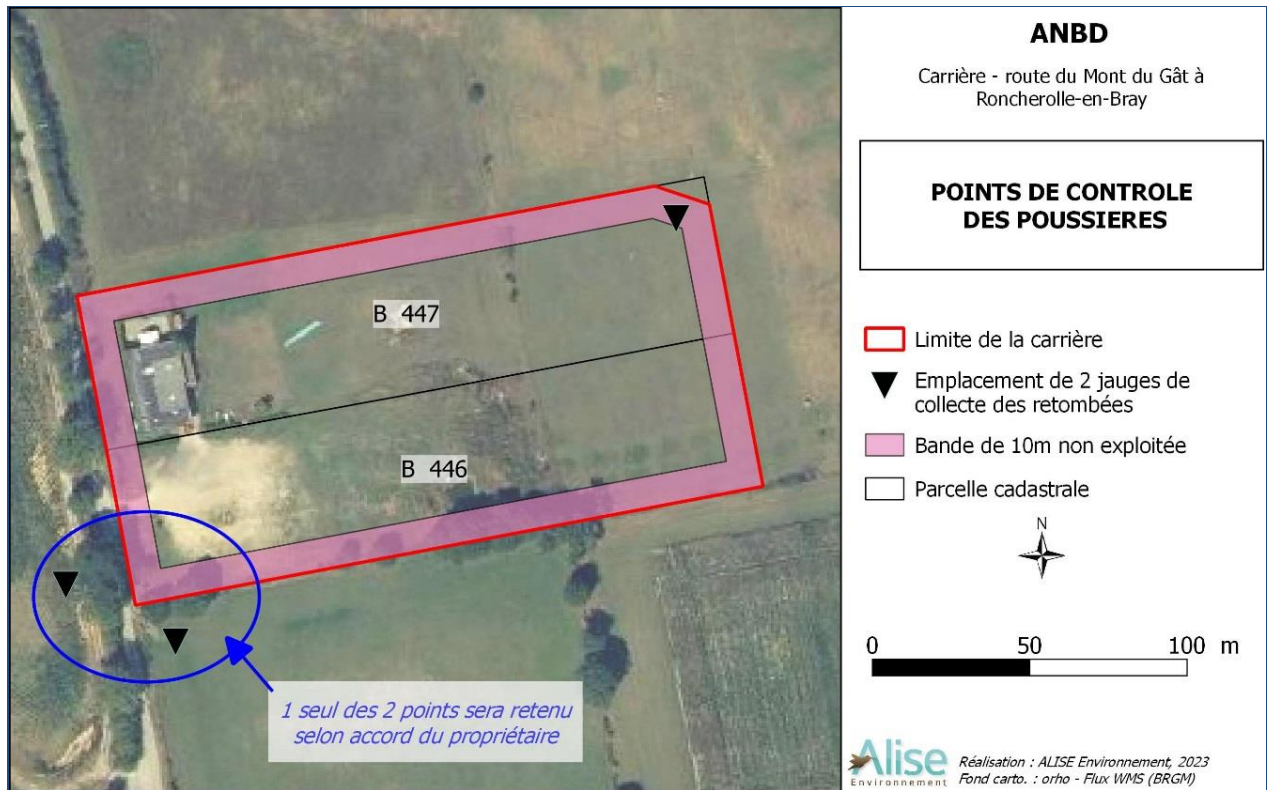 ANBD
Carrière - route du Mont du Gât à
Roncherolle-en-Bray
POINTS DE CONTROLE
DES POUSSIERES
B 447
B 446
1 seul des 2 points sera retenu
selon accord du propriétaire
Limite de la carrière
Emplacement de 2 jauges de
collecte des retombées
Bande de 10m non exploitée
Parcelle cadastrale
N
0 50 100 m
Alise
Environnement
Réalisation : ALISE Environnement, 2023
Fond carto. : orho - Flux WMS (BRGM)